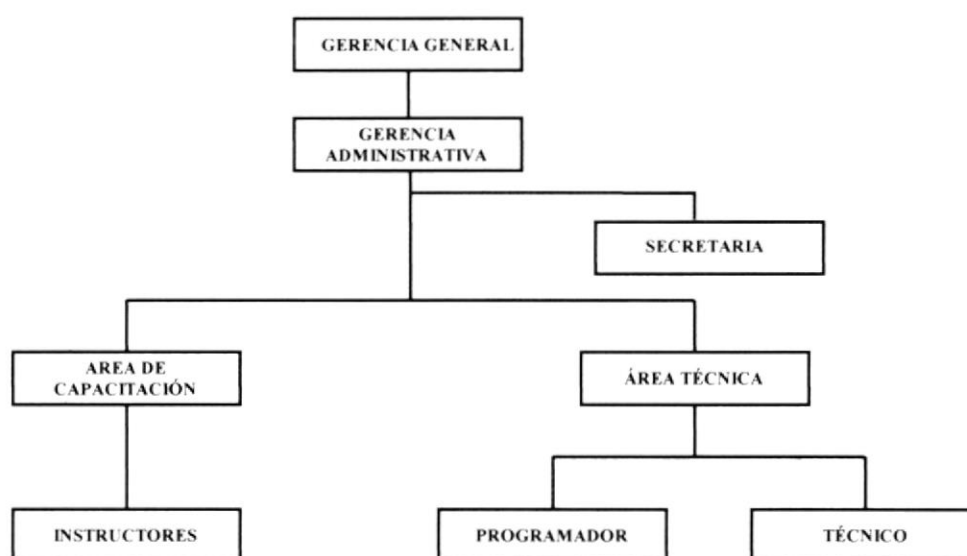 GERENCIA GENERAL
GERENCIA
ADMINISTRATIVA
SECRETARIA
AREA DE
CAPACITACIÓN
ÁREA TÉCNICA
INSTRUCTORES
PROGRAMADOR
TÉCNICO